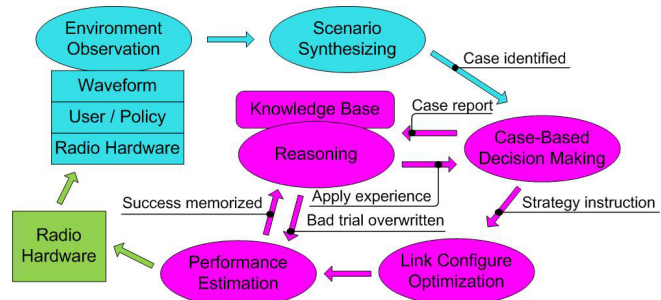 Environment
Observation
Scenario
Synthesizing
Case identified
Waveform
User / Policy
Radio Hardware
Knowledge Base
Reasoning
Case report
Case-Based
Decision Making
Apply experience
Success memorized
Bad trial overwritten
Strategy instruction
Radio
Hardware
Performance
Estimation
Link Configure
Optimization